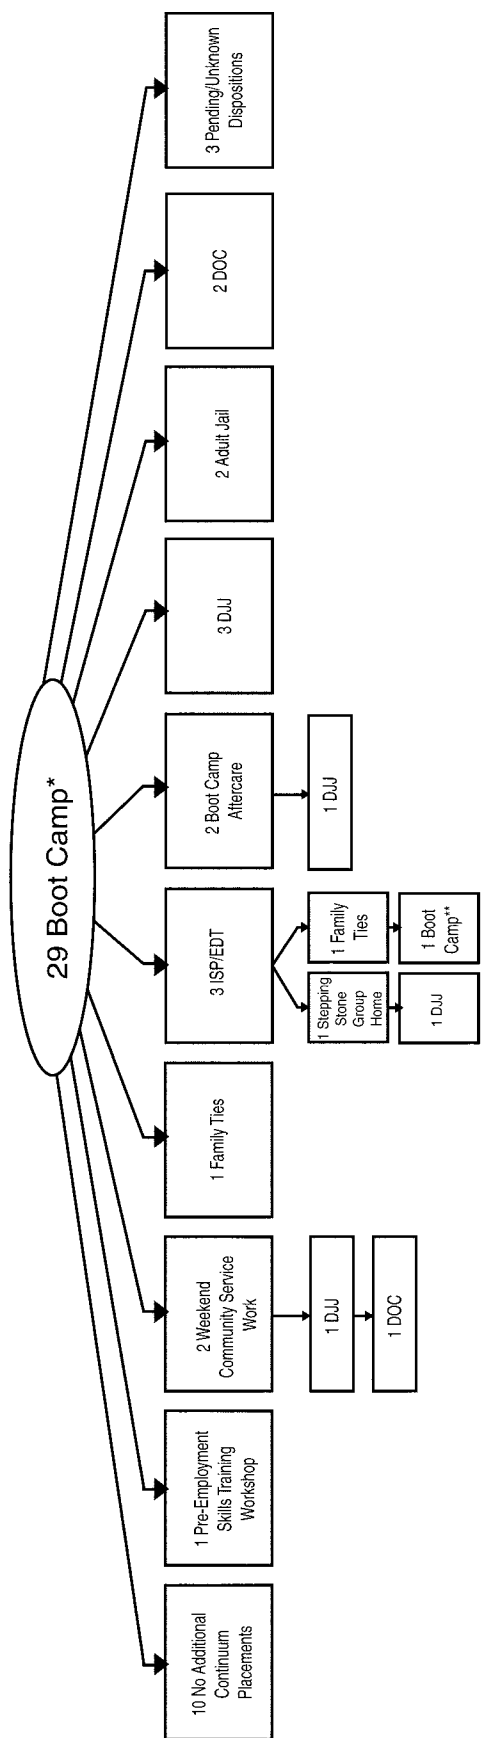 29 Boot Camp*
10 No Additional
Continuum
Placements
1 Pre-Employment
Skills Training
Workshop
2 Weekend
Community Service
Work
1 Family Ties
3 ISP/EDT
2 Boot Camp
Aftercare
3 DJJ
2 Adult Jail
2 DOC
3 Pending/Unknown
Dispositions
1 DJJ
1 DOC
1 Stepping
Stone
Group
Home
1 DJJ
1 Family
Ties
1 Boot
Camp**
1 DJJ